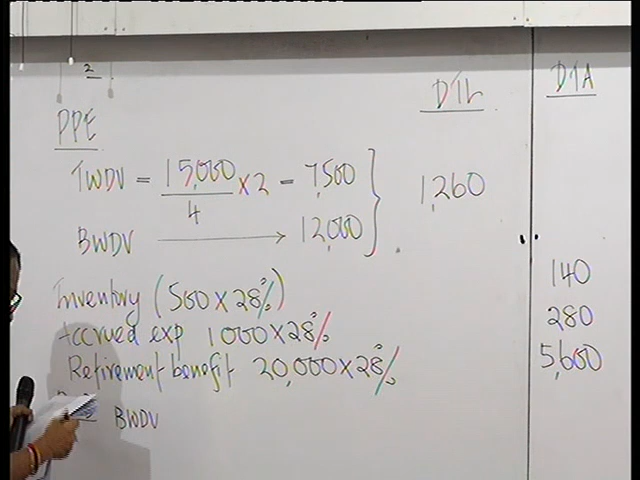 2
DTL DTA
PPE
TWDV = 15,000/4 × 2 = 7,500 } 1,260
BWDV → 12,000
Inventory (500 × 28%) 140
Accrued exp 1000 × 28% 280
Retirement benefit 20,000 × 28% 5,600
BWDV